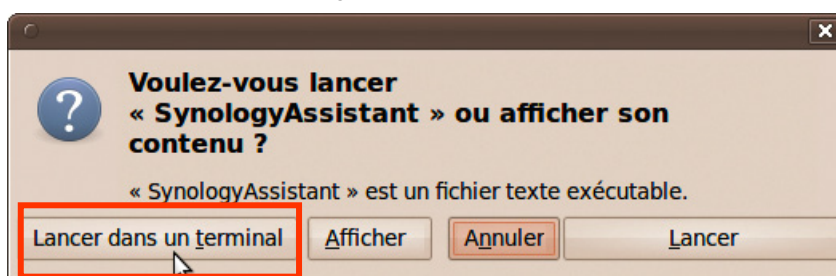 Voulez-vous lancer
« SynologyAssistant » ou afficher son
contenu ?
« SynologyAssistant » est un fichier texte exécutable.
Lancer dans un terminal Afficher Annuler Lancer